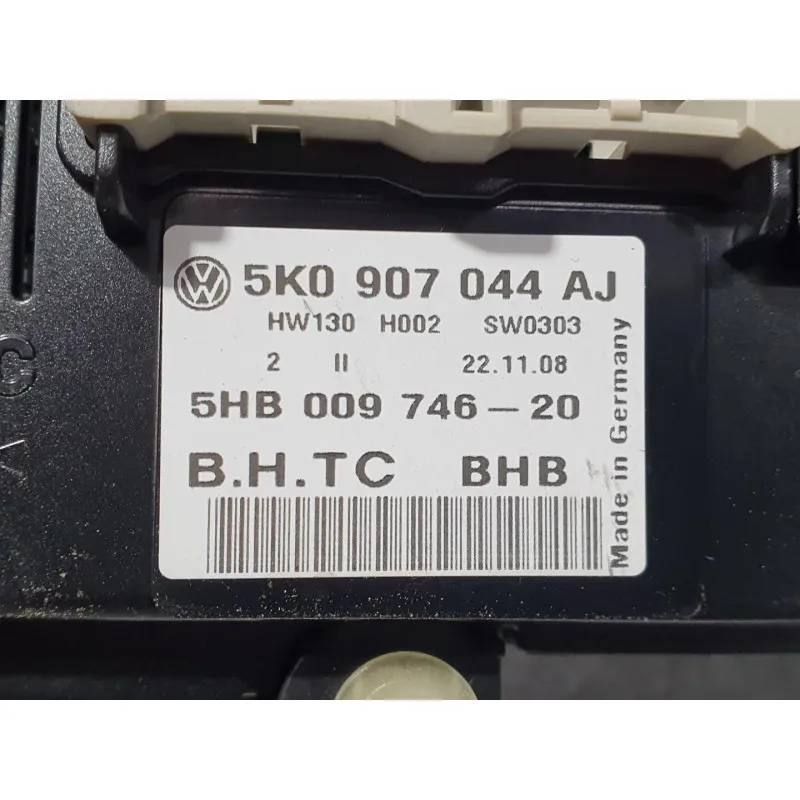 VW 5K0 907 044 AJ
HW130 H002 SW0303
2 II 22.11.08
5HB 009 746-20
B.H.TC BHB
Made in Germany